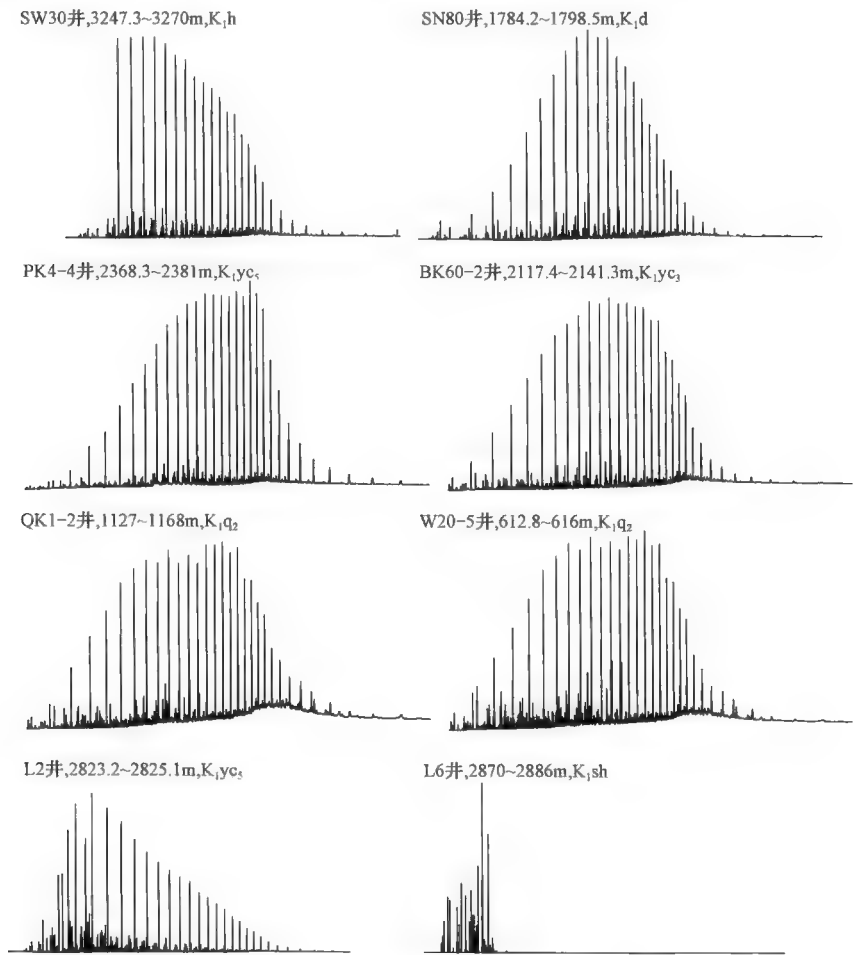 SW30井,3247.3~3270m,K₁h
SN80井,1784.2~1798.5m,K₁d
PK4-4井,2368.3~2381m,K₁yc₅
BK60-2井,2117.4~2141.3m,K₁yc₃
QK1-2井,1127~1168m,K₁q₂
W20-5井,612.8~616m,K₁q₂
L2井,2823.2~2825.1m,K₁yc₅
L6井,2870~2886m,K₁sh